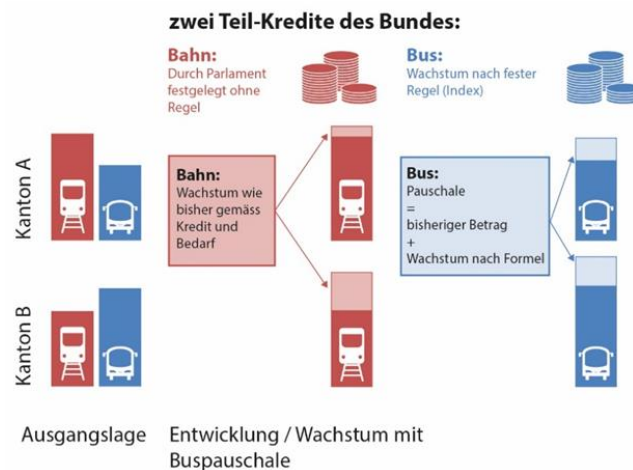 zwei Teil-Kredite des Bundes:
Bahn:
Durch Parlament
festgelegt ohne
Regel
Bus:
Wachstum nach fester
Regel (Index)
Kanton A
Bahn:
Wachstum wie
bisher gemäss
Kredit und
Bedarf
Bus:
Pauschale
=
bisheriger Betrag
+
Wachstum nach Formel
Kanton B
Ausgangslage
Entwicklung / Wachstum mit
Buspauschale